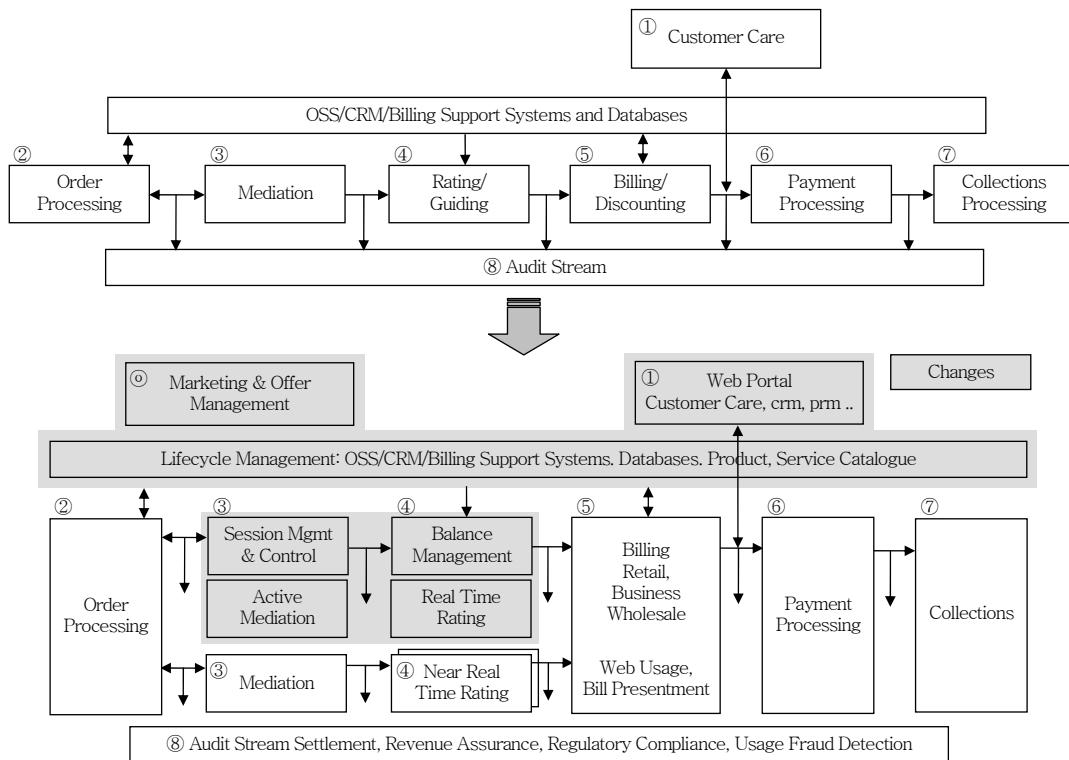 ① Customer Care
OSS/CRM/Billing Support Systems and Databases
② Order
Processing
③ Mediation
④ Rating/
Guiding
⑤ Billing/
Discounting
⑥ Payment
Processing
⑦ Collections
Processing
⑧ Audit Stream
⓪ Marketing & Offer
Management
① Web Portal
Customer Care, crm, prm ..
Changes
Lifecycle Management: OSS/CRM/Billing Support Systems. Databases. Product, Service Catalogue
② Order
Processing
③ Session Mgmt
& Control
Active
Mediation
④ Balance
Management
Real Time
Rating
③ Mediation
④ Near Real
Time Rating
⑤ Billing
Retail,
Business
Wholesale
Web Usage,
Bill Presentment
⑥ Payment
Processing
⑦ Collections
⑧ Audit Stream Settlement, Revenue Assurance, Regulatory Compliance, Usage Fraud Detection